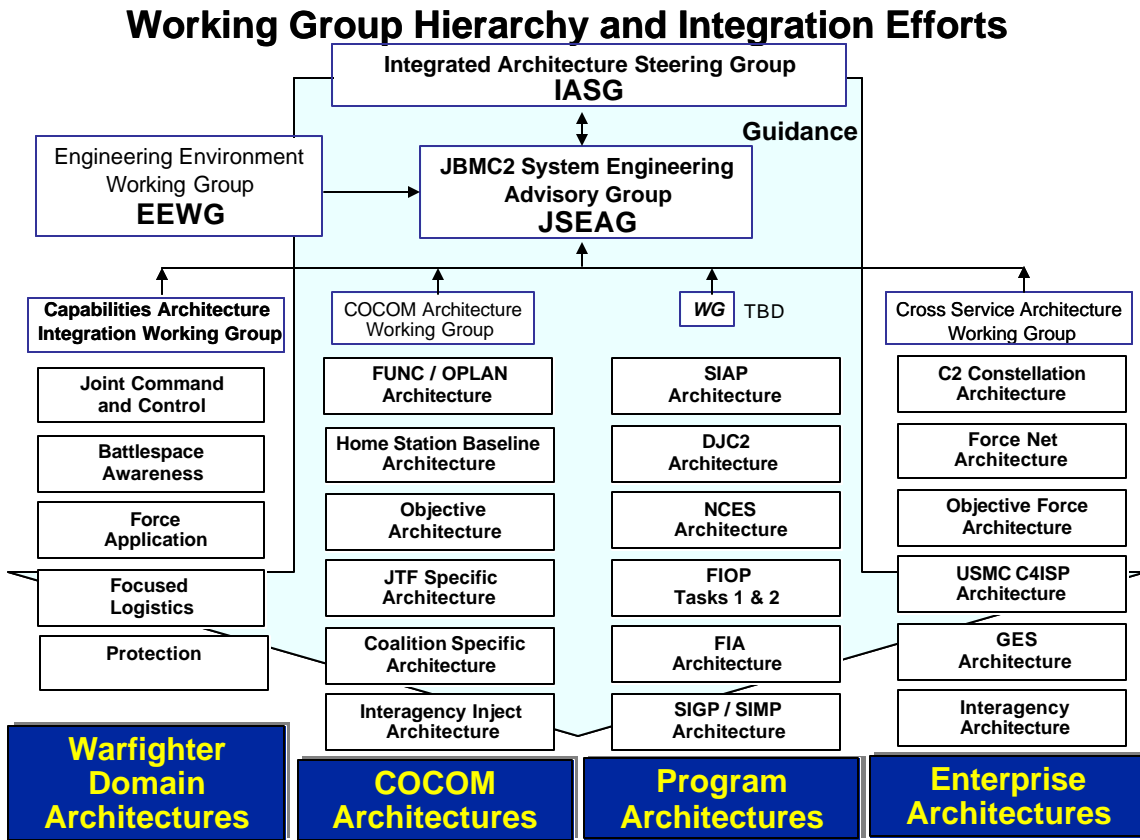 Working Group Hierarchy and Integration Efforts
Integrated Architecture Steering Group
IASG
Guidance
Engineering Environment
Working Group
EEWG
JBMC2 System Engineering
Advisory Group
JSEAG
Capabilities Architecture
Integration Working Group
Joint Command
and Control
Battlespace
Awareness
Force
Application
Focused
Logistics
Protection
Warfighter
Domain
Architectures
COCOM Architecture
Working Group
FUNC / OPLAN
Architecture
Home Station Baseline
Architecture
Objective
Architecture
JTF Specific
Architecture
Coalition Specific
Architecture
Interagency Inject
Architecture
COCOM
Architectures
WG TBD
SIAP
Architecture
DJC2
Architecture
NCES
Architecture
FIOP
Tasks 1 & 2
FIA
Architecture
SIGP / SIMP
Architecture
Program
Architectures
Cross Service Architecture
Working Group
C2 Constellation
Architecture
Force Net
Architecture
Objective Force
Architecture
USMC C4ISP
Architecture
GES
Architecture
Interagency
Architecture
Enterprise
Architectures